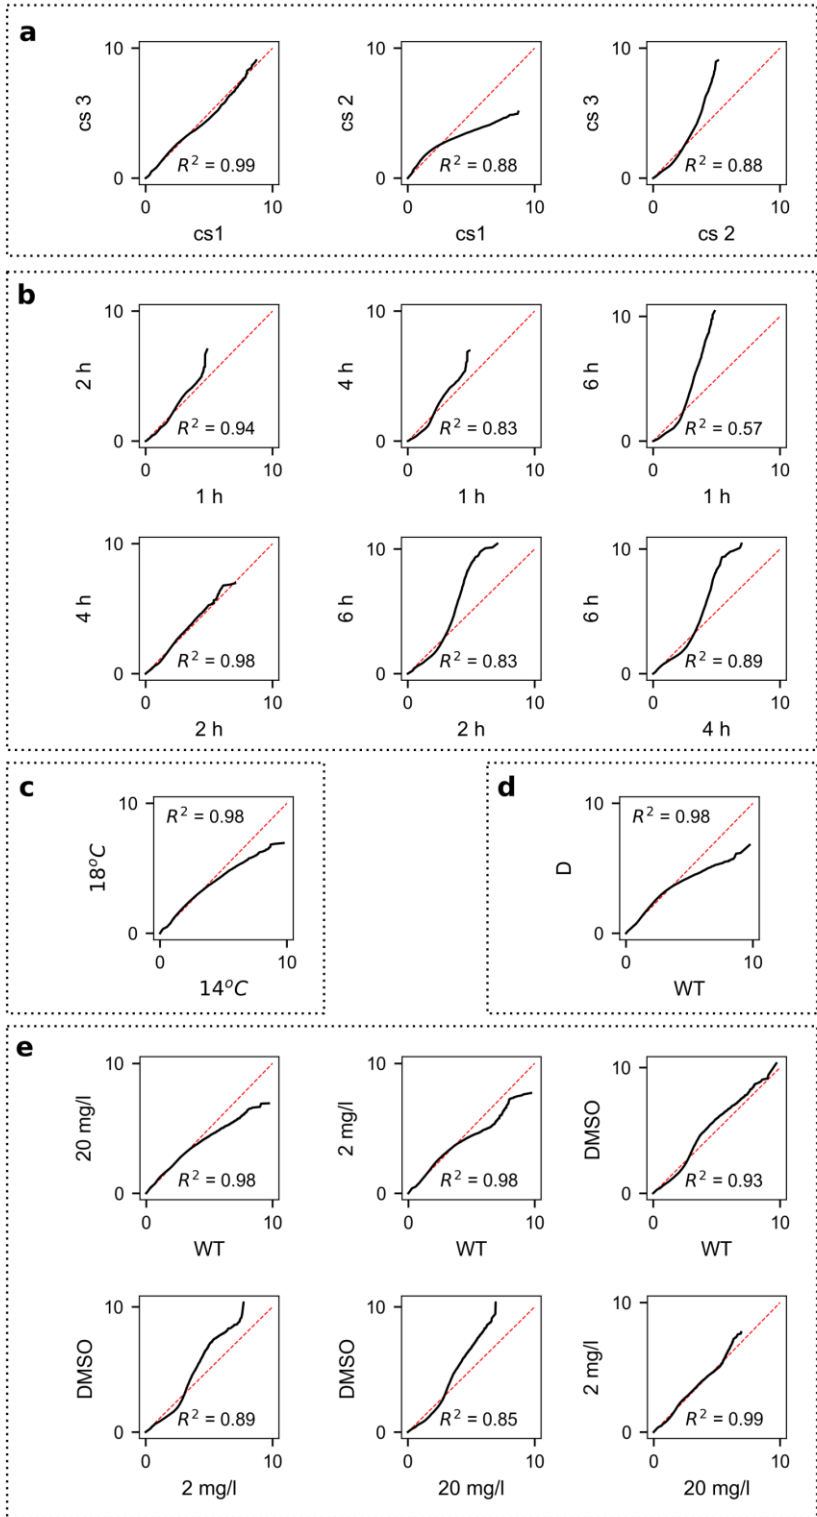 a
10
cs 3
0
R² = 0.99
0 10
cs1
cs 2
R² = 0.88
0 10
cs1
10
cs 3
0
R² = 0.88
0 10
cs 2
b
10
2 h
0
R² = 0.94
0 10
1 h
10
4 h
0
R² = 0.83
0 10
1 h
10
6 h
0
R² = 0.57
0 10
1 h
10
4 h
0
R² = 0.98
0 10
2 h
10
6 h
0
R² = 0.83
0 10
2 h
10
6 h
0
R² = 0.89
0 10
4 h
c
10
18°C
0
R² = 0.98
0 10
14°C
d
10
D
0
R² = 0.98
0 10
WT
e
10
20 mg/l
0
R² = 0.98
0 10
WT
10
2 mg/l
0
R² = 0.98
0 10
WT
10
DMSO
0
R² = 0.93
0 10
WT
10
DMSO
0
R² = 0.89
0 10
2 mg/l
10
DMSO
0
R² = 0.85
0 10
20 mg/l
10
2 mg/l
0
R² = 0.99
0 10
20 mg/l